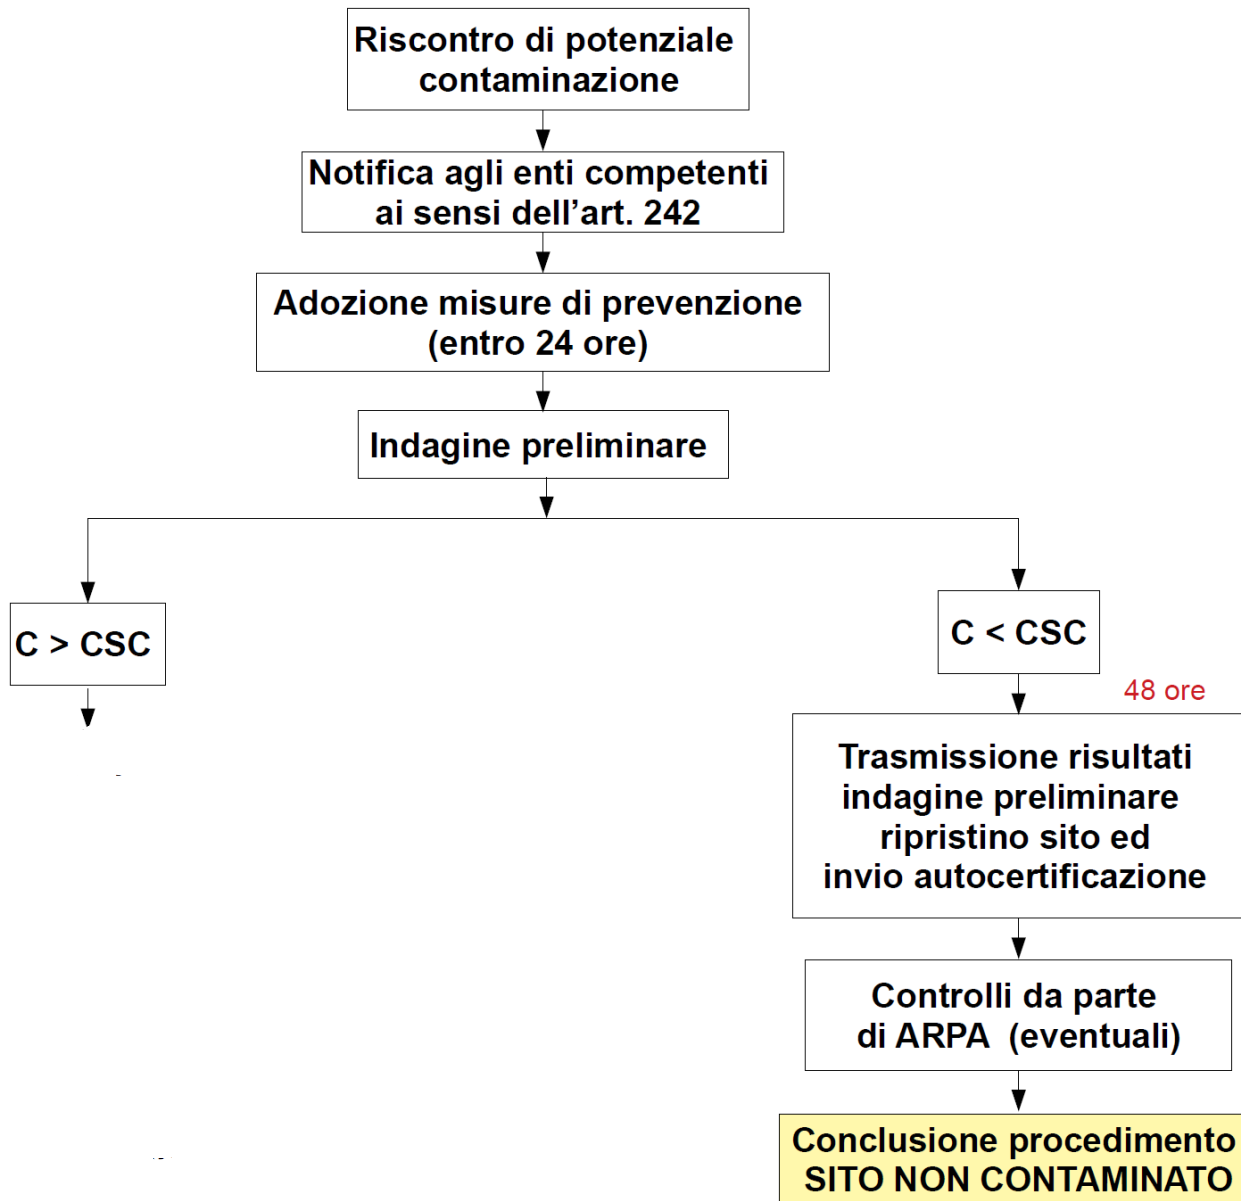 Riscontro di potenziale
contaminazione
Notifica agli enti competenti
ai sensi dell’art. 242
Adozione misure di prevenzione
(entro 24 ore)
Indagine preliminare
C > CSC
C < CSC
48 ore
Trasmissione risultati
indagine preliminare
ripristino sito ed
invio autocertificazione
Controlli da parte
di ARPA (eventuali)
Conclusione procedimento
SITO NON CONTAMINATO